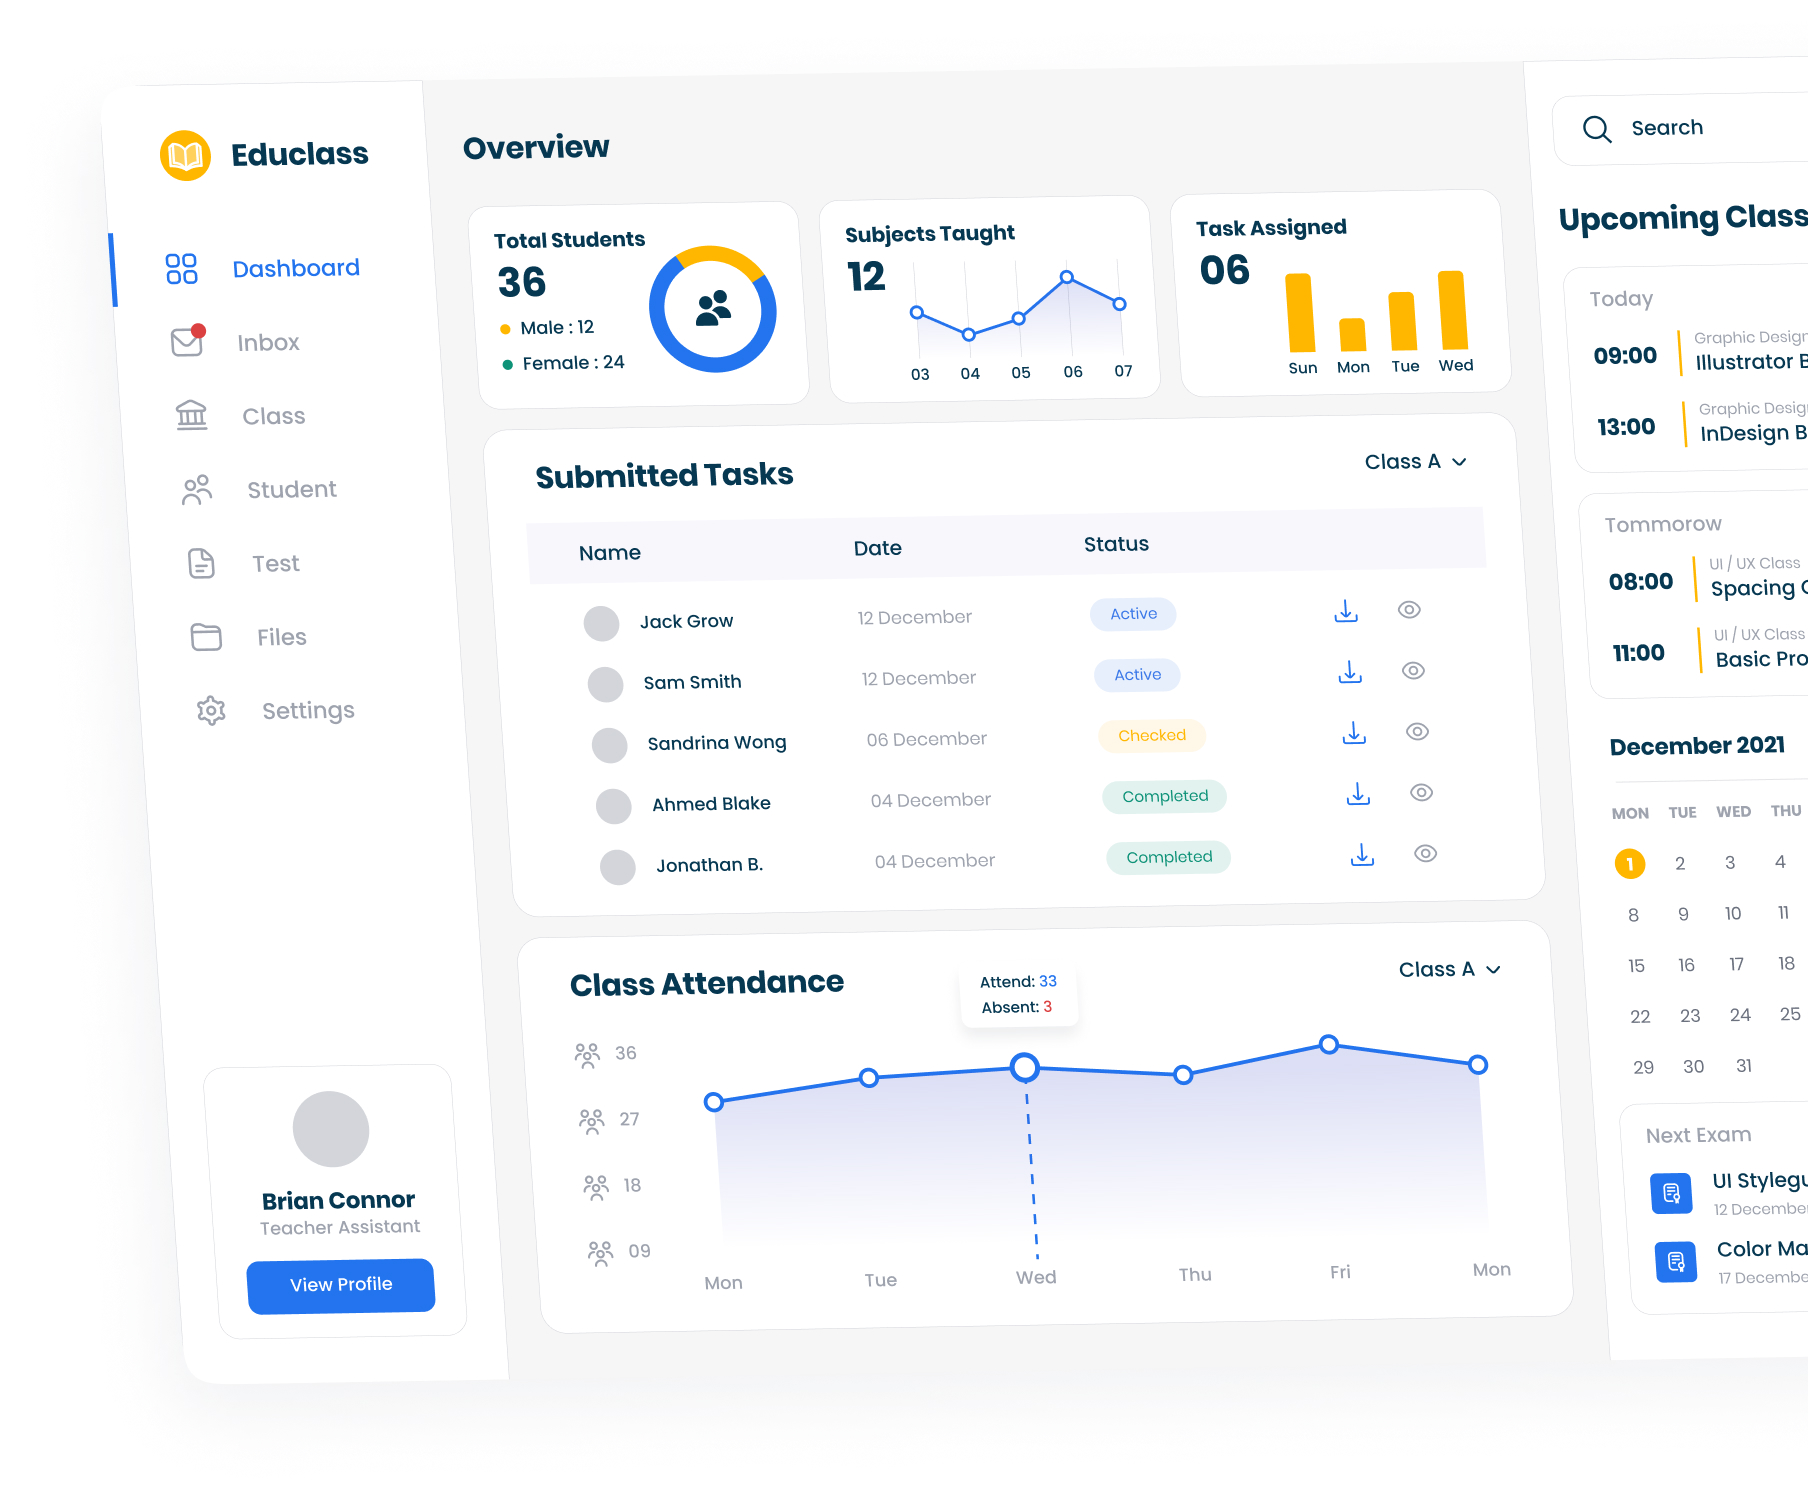 Educlass
Dashboard
Inbox
Class
Student
Test
Files
Settings
Brian Connor
Teacher Assistant
View Profile
Overview
Total Students
36
Male : 12
Female : 24
Subjects Taught
12
03 04 05 06 07
Task Assigned
06
Sun Mon Tue Wed
Submitted Tasks
Class A
Name Date Status
Jack Grow 12 December Active
Sam Smith 12 December Active
Sandrina Wong 06 December Checked
Ahmed Blake 04 December Completed
Jonathan B. 04 December Completed
Class Attendance
Class A
Attend: 33
Absent: 3
36
27
18
09
Mon Tue Wed Thu Fri Mon
Search
Upcoming Class
Today
09:00
Graphic Design
Illustrator B
13:00
Graphic Design
InDesign B
Tommorow
08:00
UI / UX Class
Spacing
11:00
UI / UX Class
Basic Pro
December 2021
MON TUE WED THU
1 2 3 4
8 9 10 11
15 16 17 18
22 23 24 25
29 30 31
Next Exam
UI Stylegu
12 December
Color Ma
17 Decembe